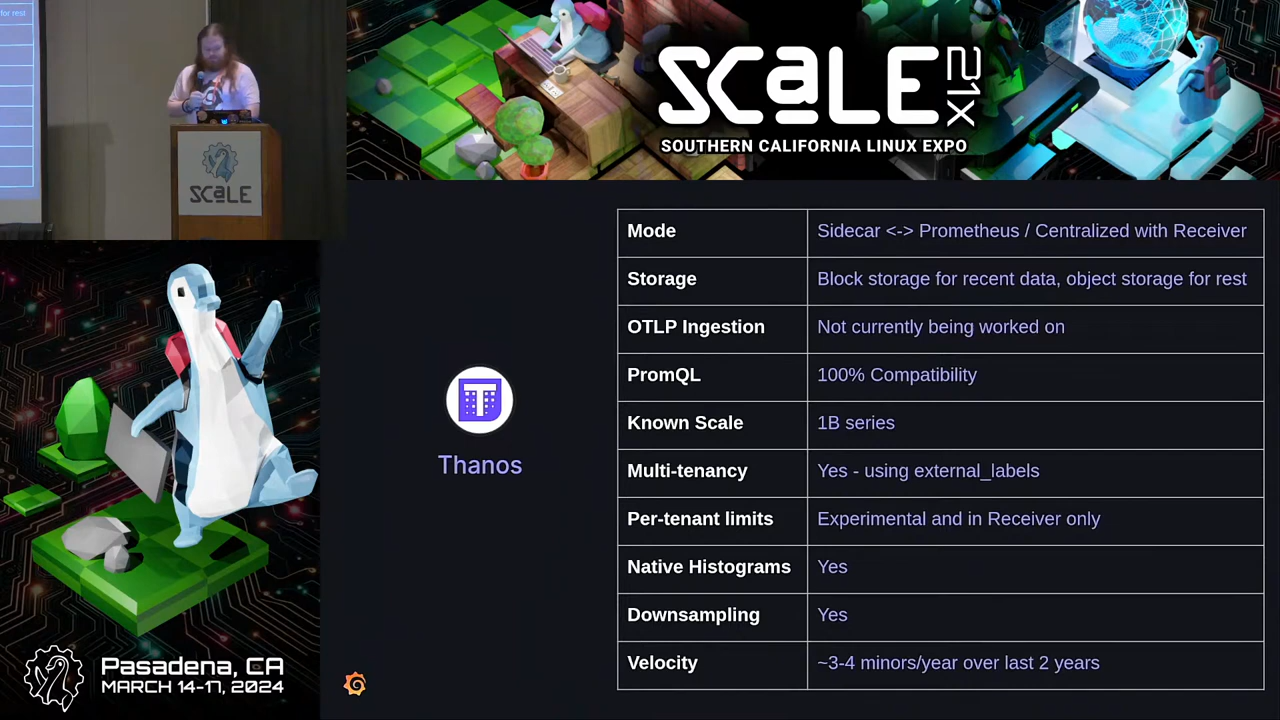 for rest
SCALE 21X
SOUTHERN CALIFORNIA LINUX EXPO
SCALE
Mode Sidecar <-> Prometheus / Centralized with Receiver
Storage Block storage for recent data, object storage for rest
OTLP Ingestion Not currently being worked on
PromQL 100% Compatibility
Known Scale 1B series
Multi-tenancy Yes - using external_labels
Per-tenant limits Experimental and in Receiver only
Native Histograms Yes
Downsampling Yes
Velocity ~3-4 minors/year over last 2 years
T
Thanos
Pasadena, CA
MARCH 14-17, 2024